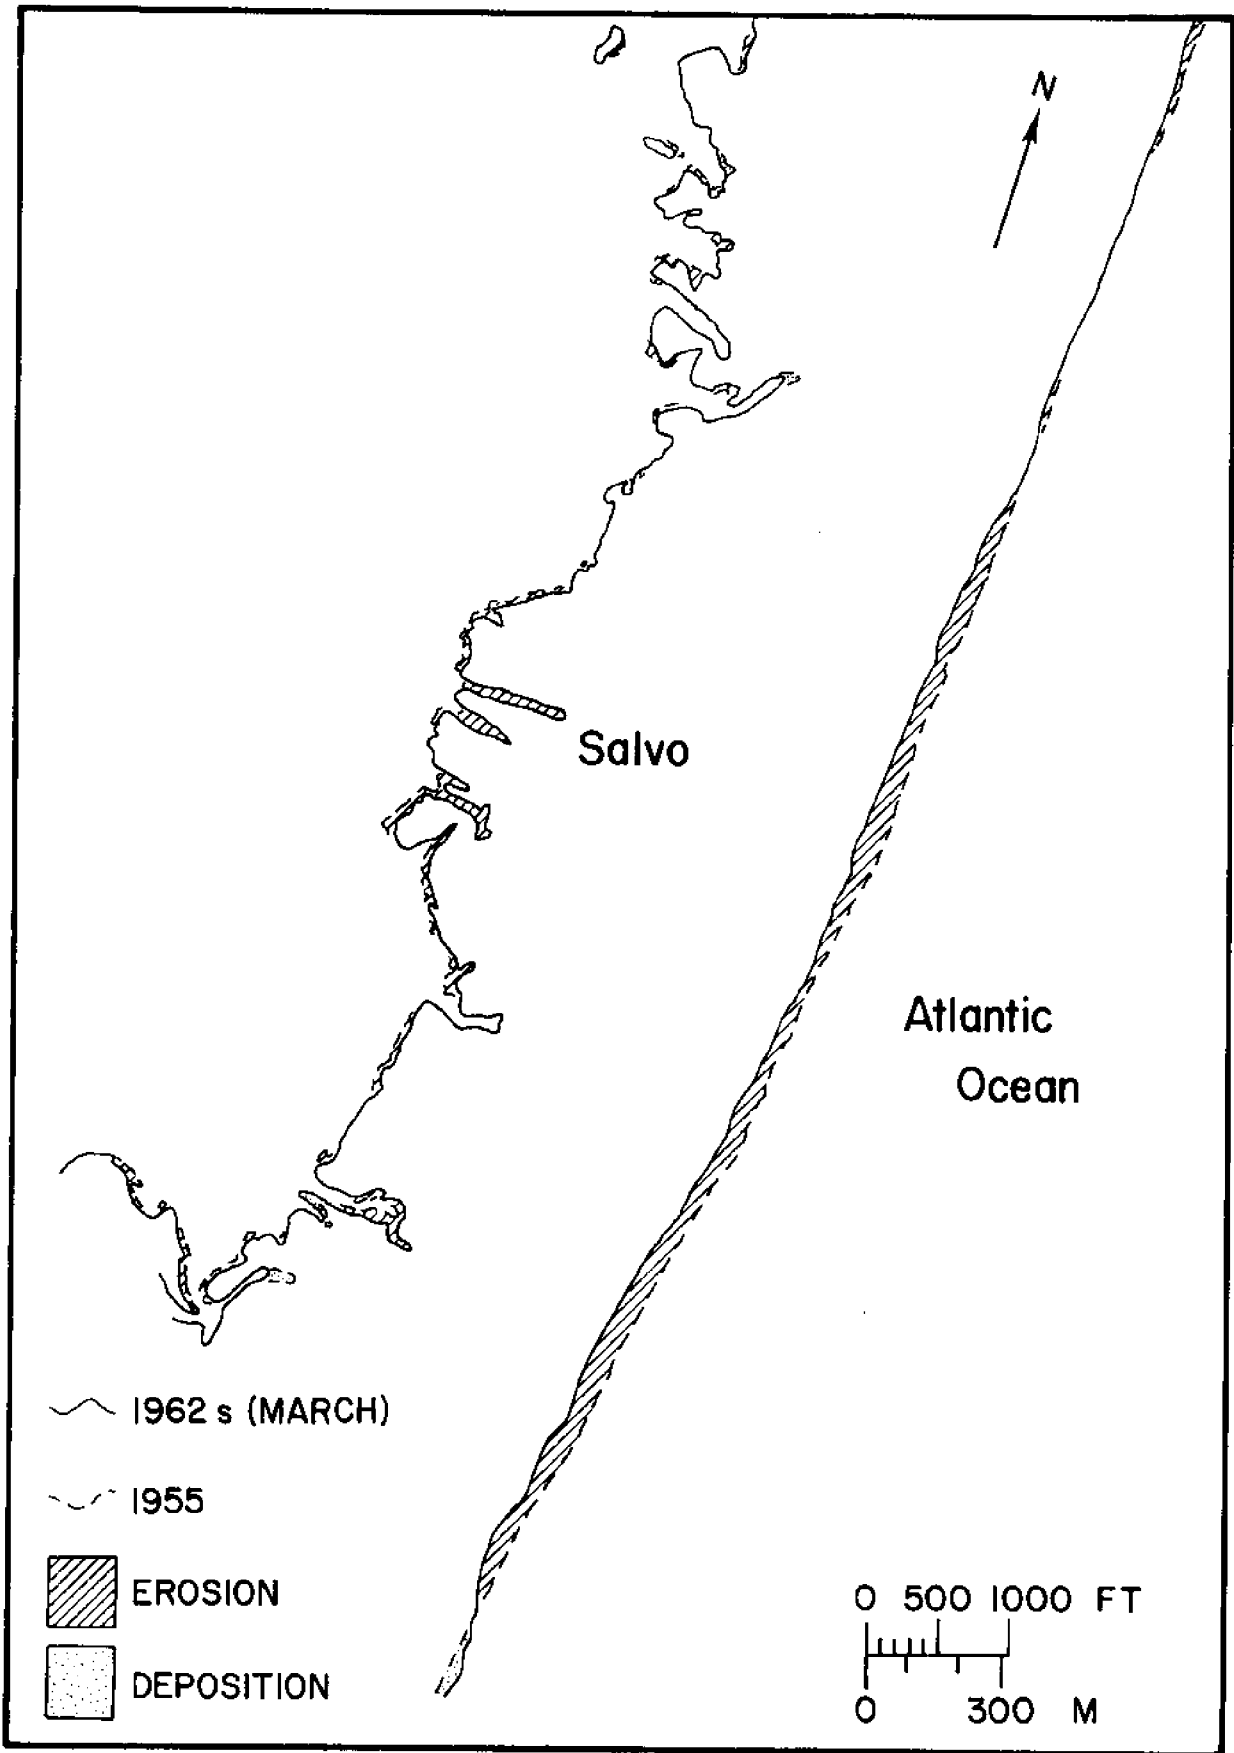 N
Salvo
Atlantic
Ocean
1962 s (MARCH)
1955
EROSION
DEPOSITION
0 500 1000 FT
0 300 M